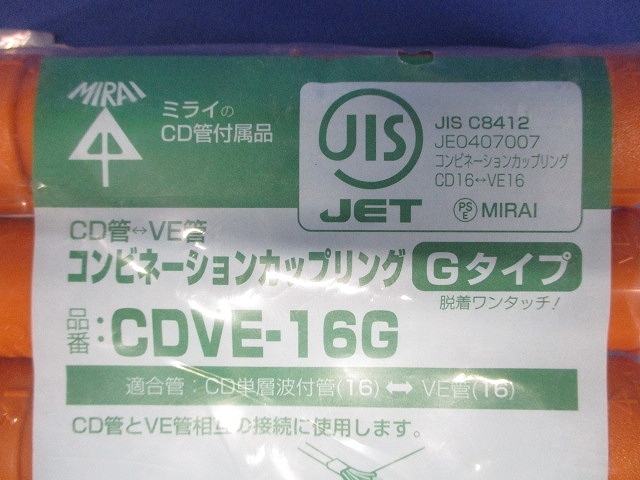 MIRAI
ミライの
CD管付属品
JIS
JET
JIS C8412
JE0407007
コンビネーションカップリング
CD16↔VE16
PSE MIRAI
CD管↔VE管
コンビネーションカップリング Gタイプ
脱着ワンタッチ!
品番:CDVE-16G
適合管:CD単層波付管(16) ↔ VE管(16)
CD管とVE管相互の接続に使用します。